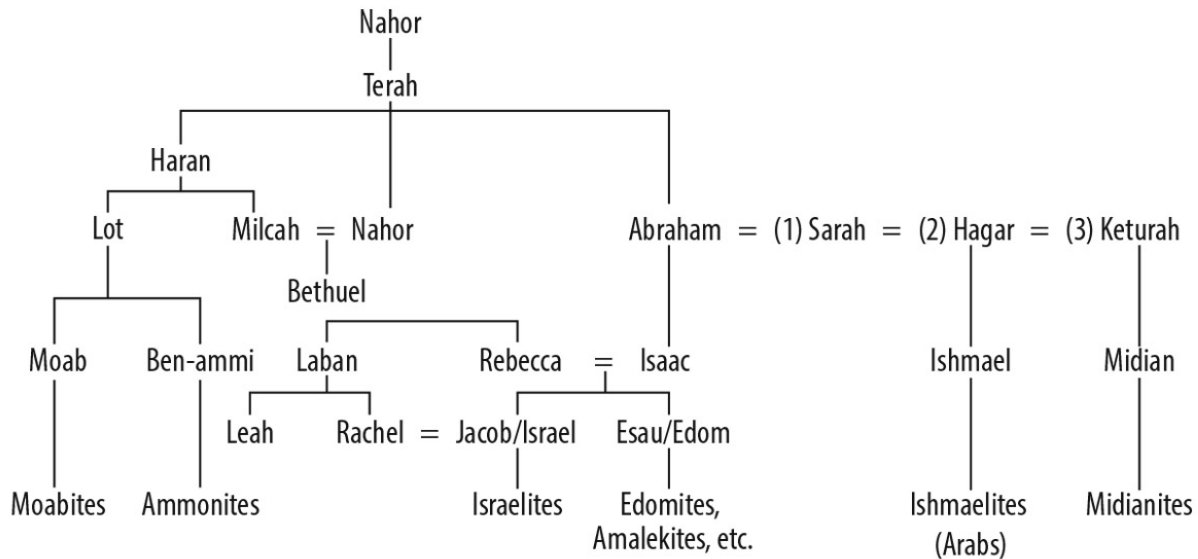 Nahor
Terah
Haran
Lot Milcah = Nahor Abraham = (1) Sarah = (2) Hagar = (3) Keturah
Bethuel
Moab Ben-ammi Laban Rebecca = Isaac Ishmael Midian
Leah Rachel = Jacob/Israel Esau/Edom
Moabites Ammonites Israelites Edomites, Ishmaelites Midianites
Amalekites, etc. (Arabs)